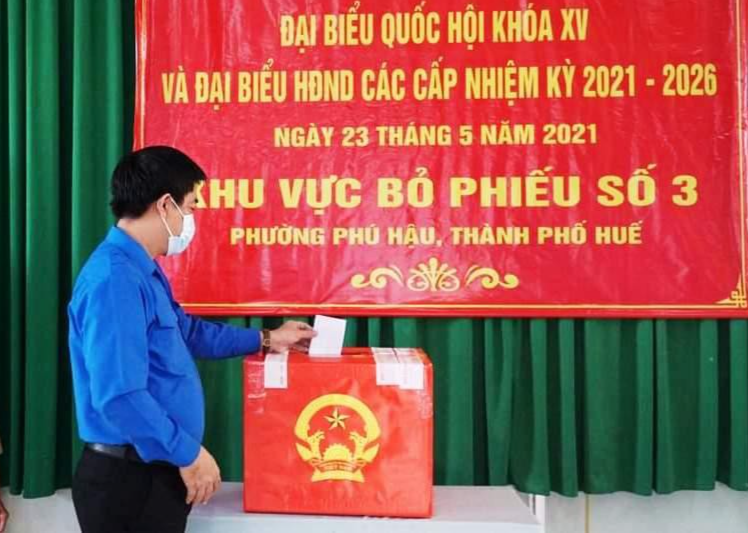 ĐẠI BIỂU QUỐC HỘI KHÓA XV
VÀ ĐẠI BIỂU HĐND CÁC CẤP NHIỆM KỲ 2021 - 2026
NGÀY 23 THÁNG 5 NĂM 2021
KHU VỰC BỎ PHIẾU SỐ 3
PHƯỜNG PHÚ HẬU, THÀNH PHỐ HUẾ